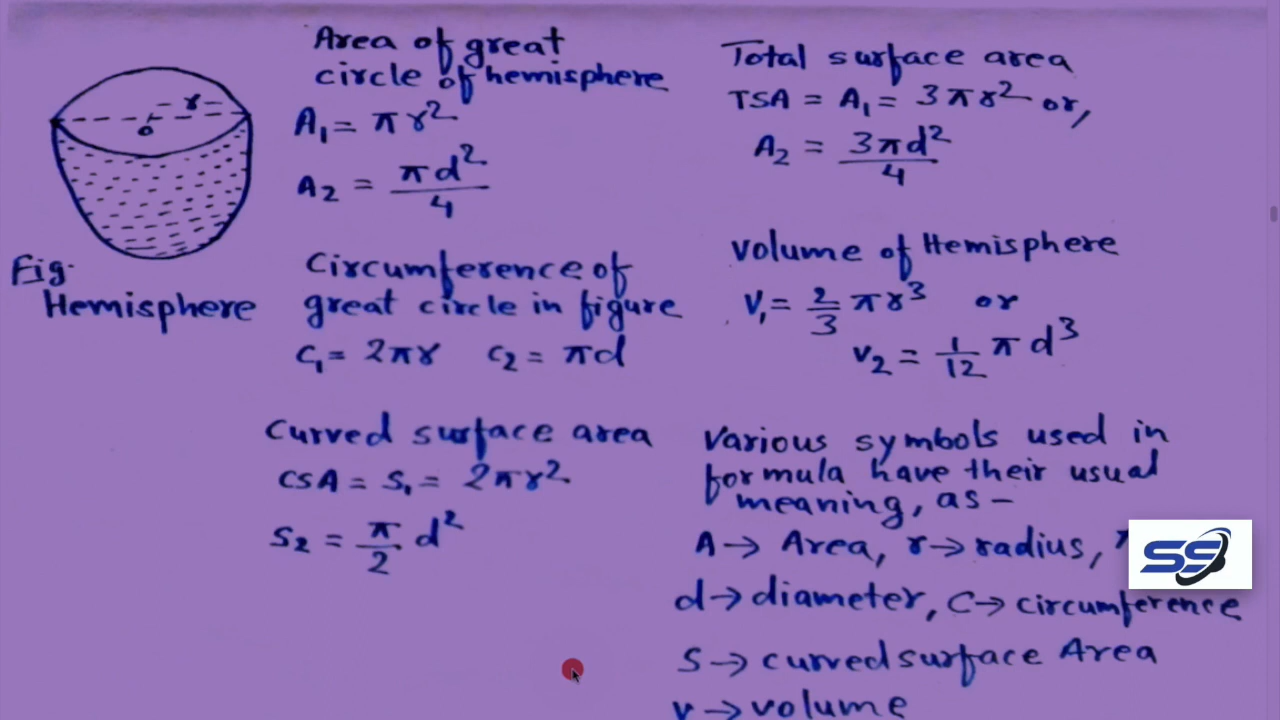 Area of great
circle of hemisphere
A₁ = πr²
A₂ = πd²/4
r
o
Fig.
Hemisphere
Circumference of
great circle in figure
C₁ = 2πr C₂ = πd
Curved surface area
CSA = S₁ = 2πr²
S₂ = π/2 d²
Total surface area
TSA = A₁ = 3πr² or,
A₂ = 3πd²/4
Volume of Hemisphere
V₁ = 2/3 πr³ or
V₂ = 1/12 π d³
Various symbols used in
formula have their usual
meaning, as –
A → Area, r → radius,
d → diameter, C → circumference
S → curved surface Area
V → volume
SS